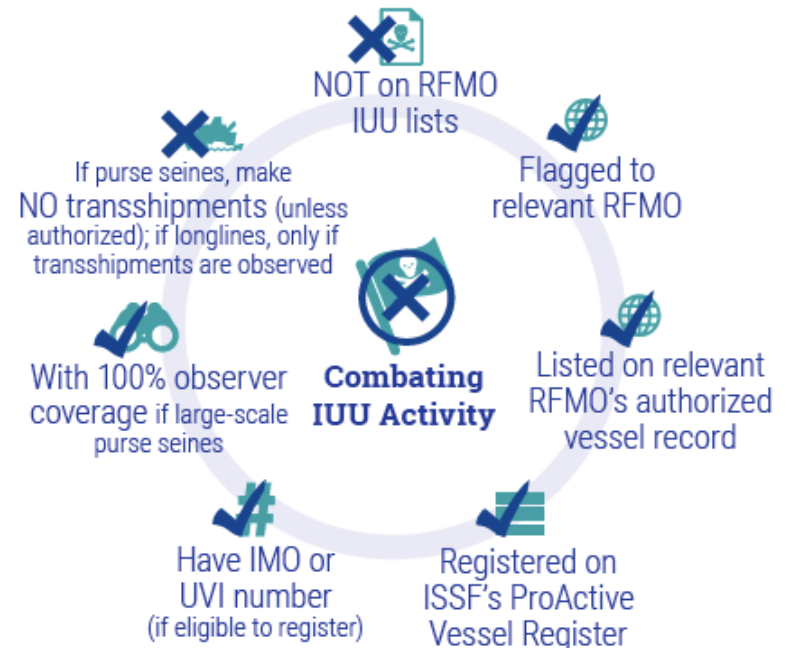 NOT on RFMO
IUU lists
Flagged to
relevant RFMO
Listed on relevant
RFMO's authorized
vessel record
Registered on
ISSF's ProActive
Vessel Register
Have IMO or
UVI number
(if eligible to register)
With 100% observer
coverage if large-scale
purse seines
If purse seines, make
NO transshipments (unless
authorized); if longlines, only if
transshipments are observed
Combating
IUU Activity
#